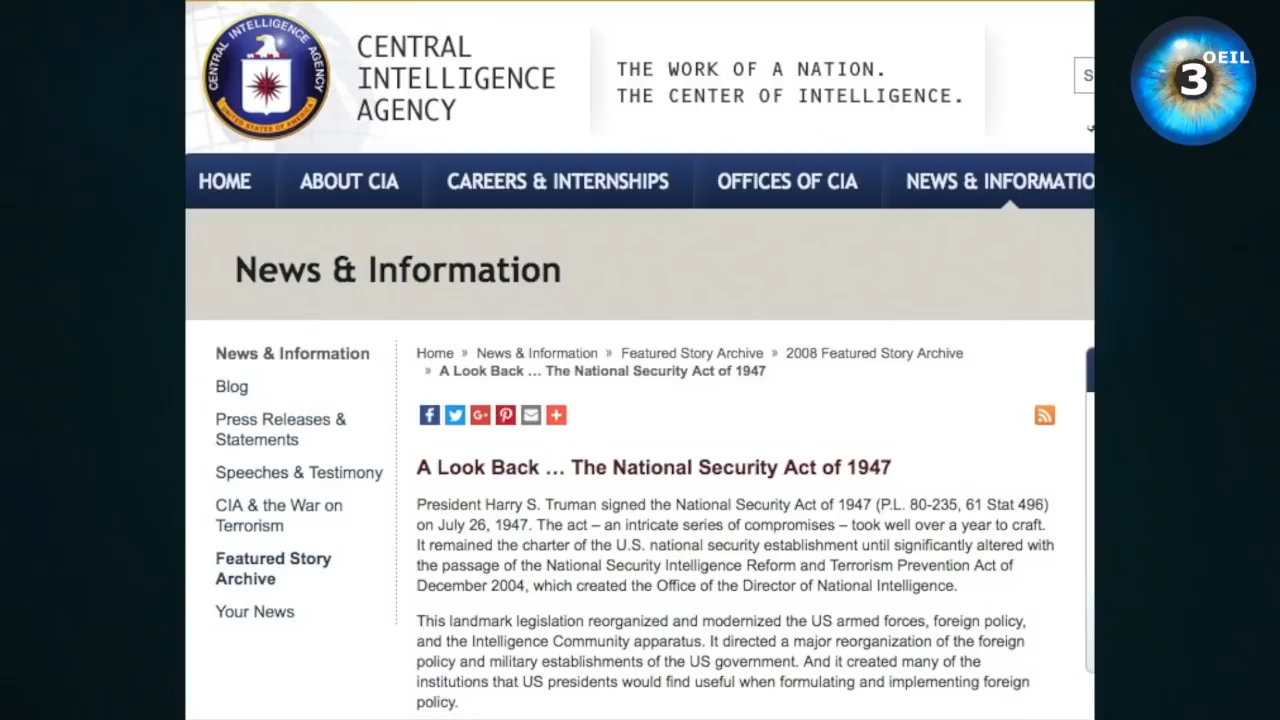 CENTRAL INTELLIGENCE AGENCY
UNITED STATES OF AMERICA
CENTRAL
INTELLIGENCE
AGENCY
THE WORK OF A NATION.
THE CENTER OF INTELLIGENCE.
S
OEIL
3
HOME ABOUT CIA CAREERS & INTERNSHIPS OFFICES OF CIA NEWS & INFORMATIO
News & Information
News & Information
Blog
Press Releases &
Statements
Speeches & Testimony
CIA & the War on
Terrorism
Featured Story
Archive
Your News
Home » News & Information » Featured Story Archive » 2008 Featured Story Archive
» A Look Back ... The National Security Act of 1947
A Look Back ... The National Security Act of 1947
President Harry S. Truman signed the National Security Act of 1947 (P.L. 80-235, 61 Stat 496)
on July 26, 1947. The act – an intricate series of compromises – took well over a year to craft.
It remained the charter of the U.S. national security establishment until significantly altered with
the passage of the National Security Intelligence Reform and Terrorism Prevention Act of
December 2004, which created the Office of the Director of National Intelligence.
This landmark legislation reorganized and modernized the US armed forces, foreign policy,
and the Intelligence Community apparatus. It directed a major reorganization of the foreign
policy and military establishments of the US government. And it created many of the
institutions that US presidents would find useful when formulating and implementing foreign
policy.